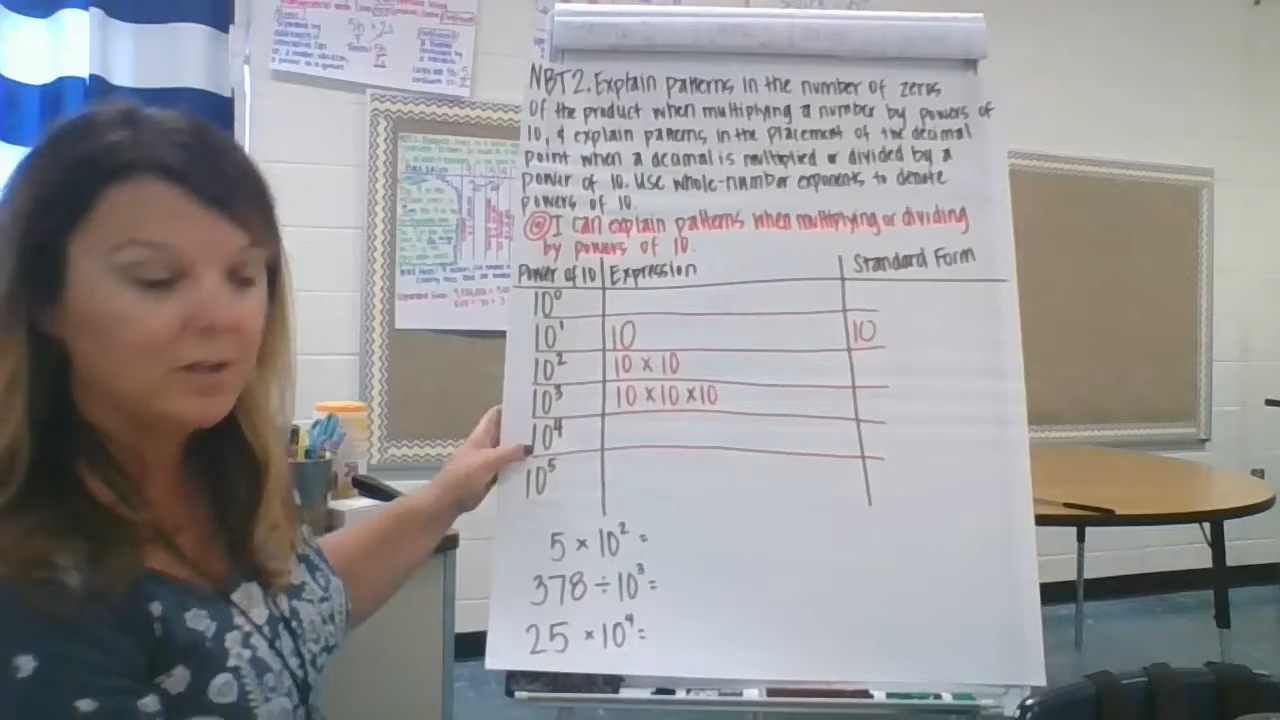 NBT2. Explain patterns in the number of zeros
of the product when multiplying a number by powers of
10, & explain patterns in the placement of the decimal
point when a decimal is multiplied or divided by a
power of 10. Use whole-number exponents to denote
powers of 10.
I can explain patterns when multiplying or dividing
by powers of 10.
Power of 10 Expression Standard Form
10⁰
10¹ 10 10
10² 10 × 10
10³ 10 × 10 × 10
10⁴
10⁵
5 × 10² =
378 ÷ 10³ =
25 × 10⁴ =